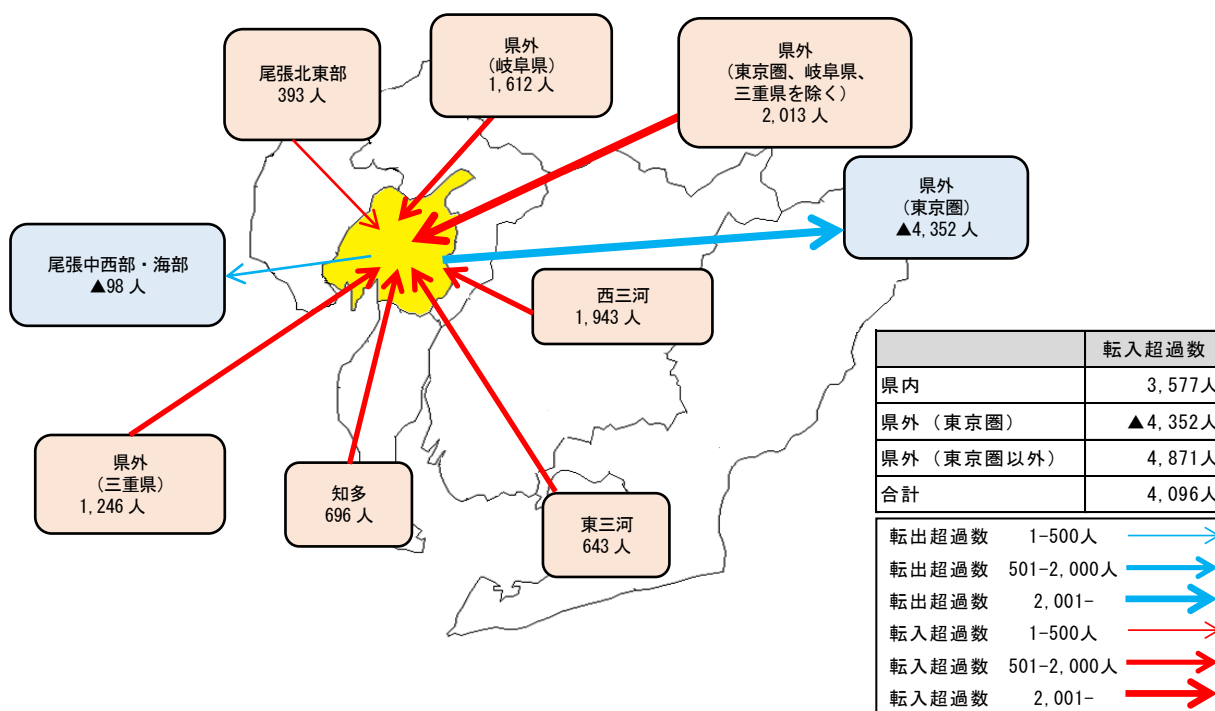 尾張北東部
393 人
県外
(岐阜県)
1,612 人
県外
(東京圏、岐阜県、
三重県を除く)
2,013 人
県外
(東京圏)
▲4,352 人
尾張中西部・海部
▲98 人
西三河
1,943 人
県外
(三重県)
1,246 人
知多
696 人
東三河
643 人
転入超過数
県内 3,577人
県外(東京圏) ▲4,352人
県外(東京圏以外) 4,871人
合計 4,096人
転出超過数 1-500人
転出超過数 501-2,000人
転出超過数 2,001-
転入超過数 1-500人
転入超過数 501-2,000人
転入超過数 2,001-